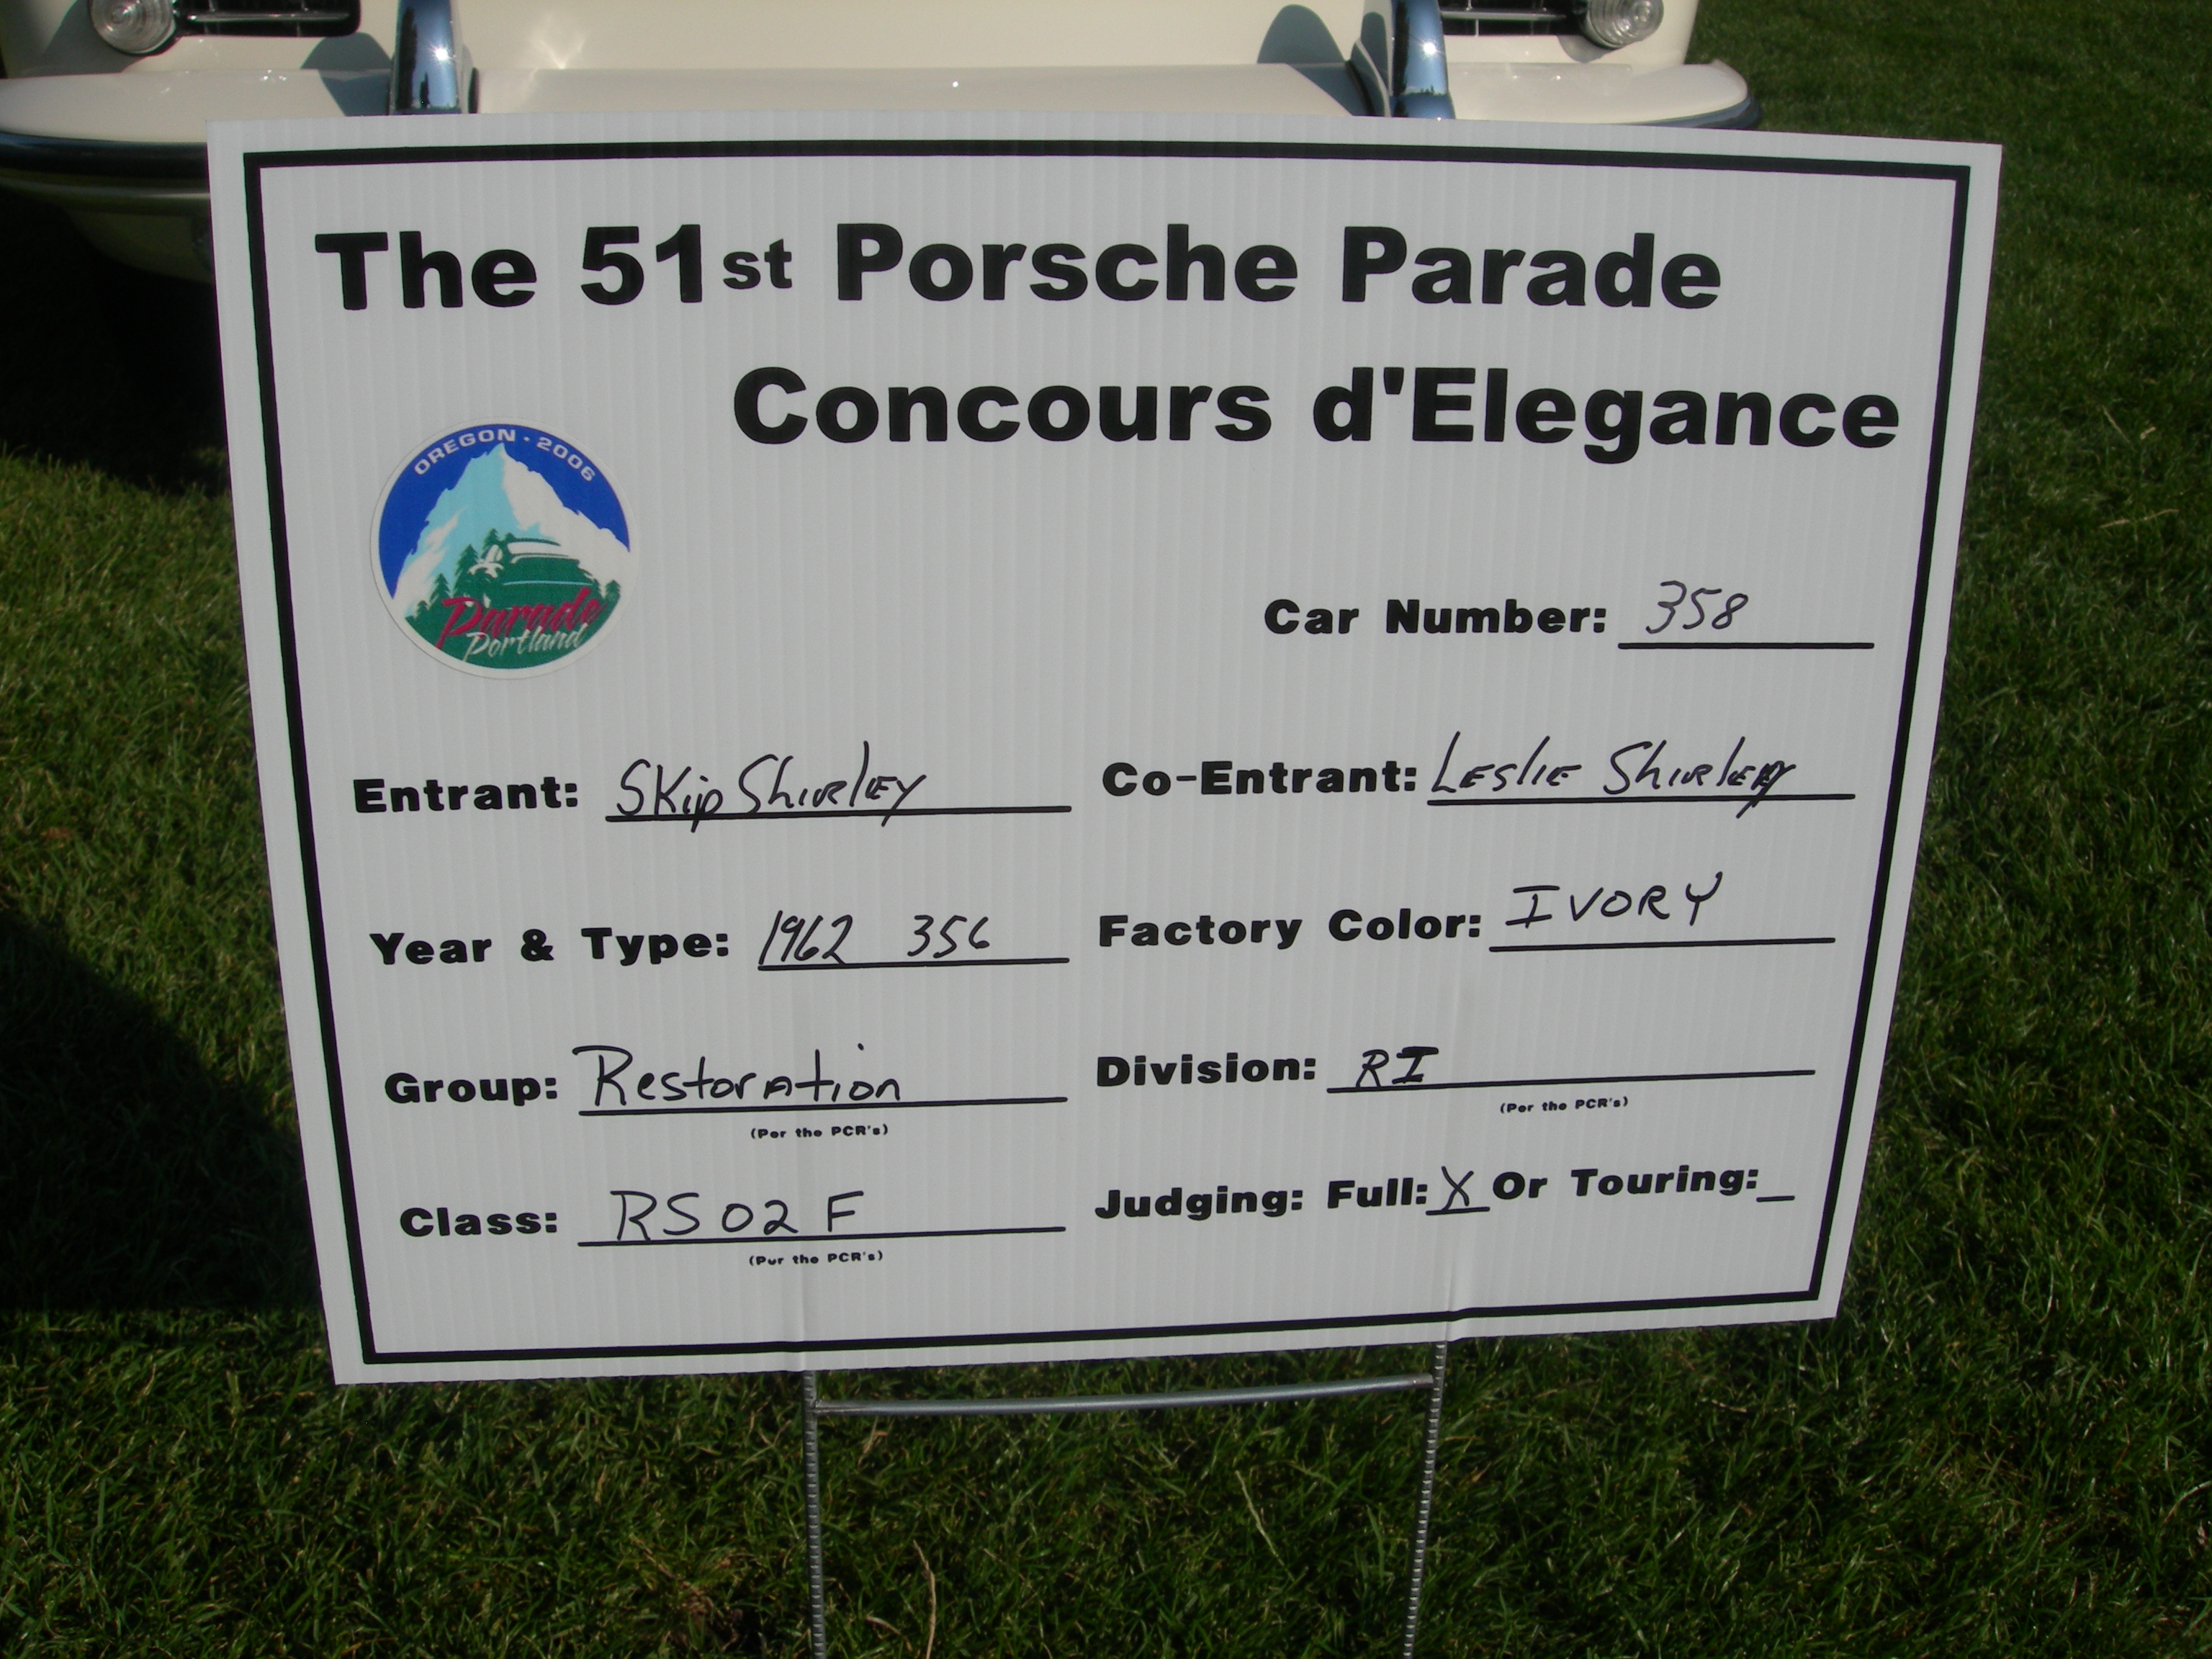 The 51st Porsche Parade
Concours d'Elegance
OREGON · 2006
Parade
Portland
Car Number: 358
Entrant: Skip Shirley Co-Entrant: Leslie Shirley
Year & Type: 1962 356 Factory Color: IVORY
Group: Restoration Division: RI
(Per the PCR's) (Per the PCR's)
Class: RS02F Judging: Full: X Or Touring:_
(Per the PCR's)